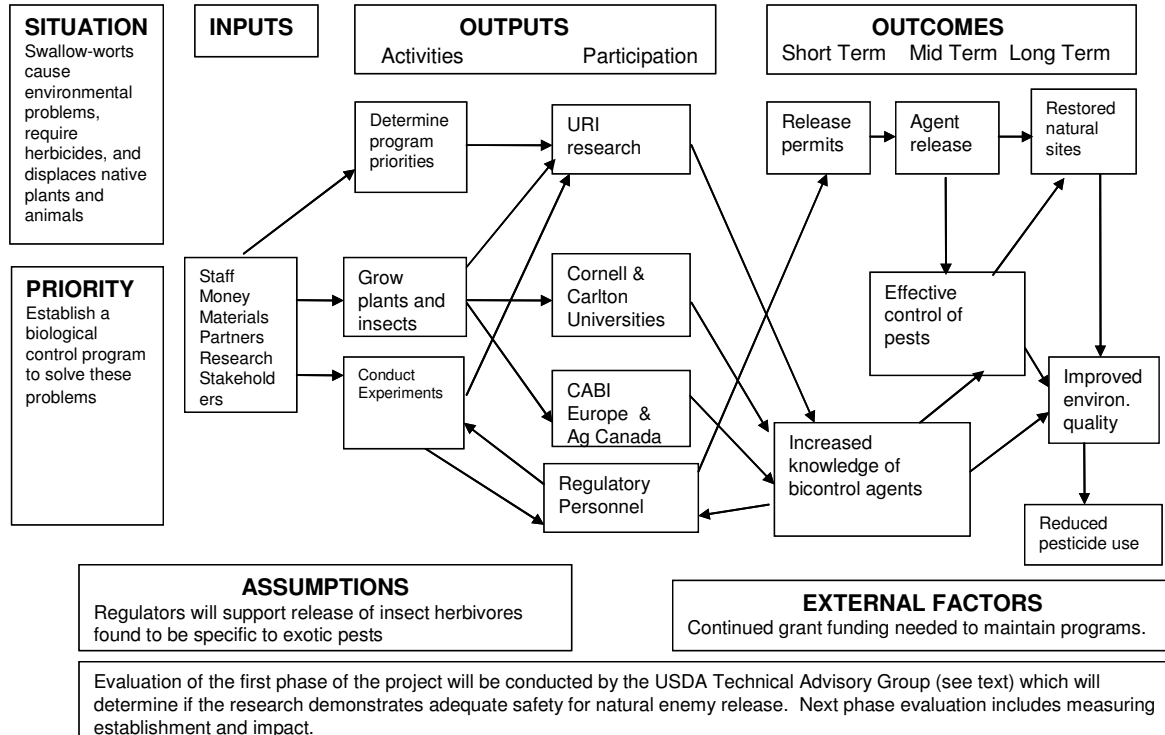 SITUATION
Swallow-worts
cause
environmental
problems,
require
herbicides, and
displaces native
plants and
animals
PRIORITY
Establish a
biological
control program
to solve these
problems
INPUTS
Staff
Money
Materials
Partners
Research
Stakehold
ers
OUTPUTS
Activities Participation
Determine
program
priorities
Grow
plants and
insects
Conduct
Experiments
URI
research
Cornell &
Carlton
Universities
CABI
Europe &
Ag Canada
Regulatory
Personnel
OUTCOMES
Short Term Mid Term Long Term
Release
permits
Agent
release
Restored
natural
sites
Effective
control of
pests
Increased
knowledge of
bicontrol agents
Improved
environ.
quality
Reduced
pesticide use
ASSUMPTIONS
Regulators will support release of insect herbivores
found to be specific to exotic pests
EXTERNAL FACTORS
Continued grant funding needed to maintain programs.
Evaluation of the first phase of the project will be conducted by the USDA Technical Advisory Group (see text) which will
determine if the research demonstrates adequate safety for natural enemy release. Next phase evaluation includes measuring
establishment and impact.